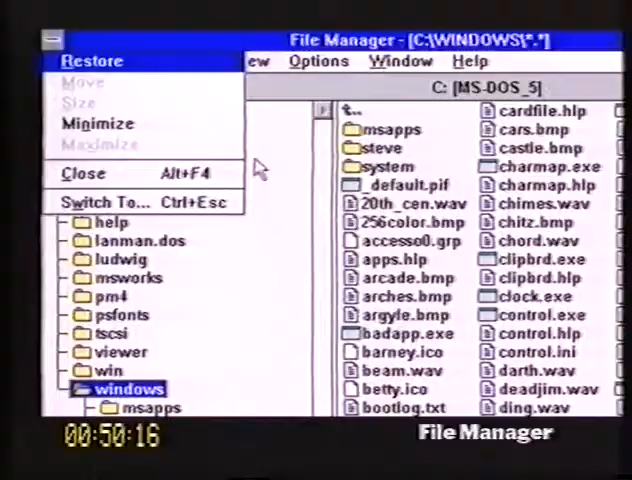 File Manager - [C:\WINDOWS\*.*]
Restore
Move
Size
Minimize
Maximize
Close Alt+F4
Switch To... Ctrl+Esc
ew Options Window Help
C: [MS-DOS_5]
help
lanman.dos
ludwig
msworks
pm4
psfonts
tscsi
viewer
win
windows
msapps
msapps
steve
system
_default.pif
20th_cen.wav
256color.bmp
accesso0.grp
apps.hlp
arcade.bmp
arches.bmp
argyle.bmp
badapp.exe
barney.ico
beam.wav
betty.ico
bootlog.txt
cardfile.hlp
cars.bmp
castle.bmp
charmap.exe
charmap.hlp
chimes.wav
chitz.bmp
chord.wav
clipbrd.exe
clipbrd.hlp
clock.exe
control.exe
control.hlp
control.ini
darth.wav
deadjim.wav
ding.wav
00:50:16
File Manager